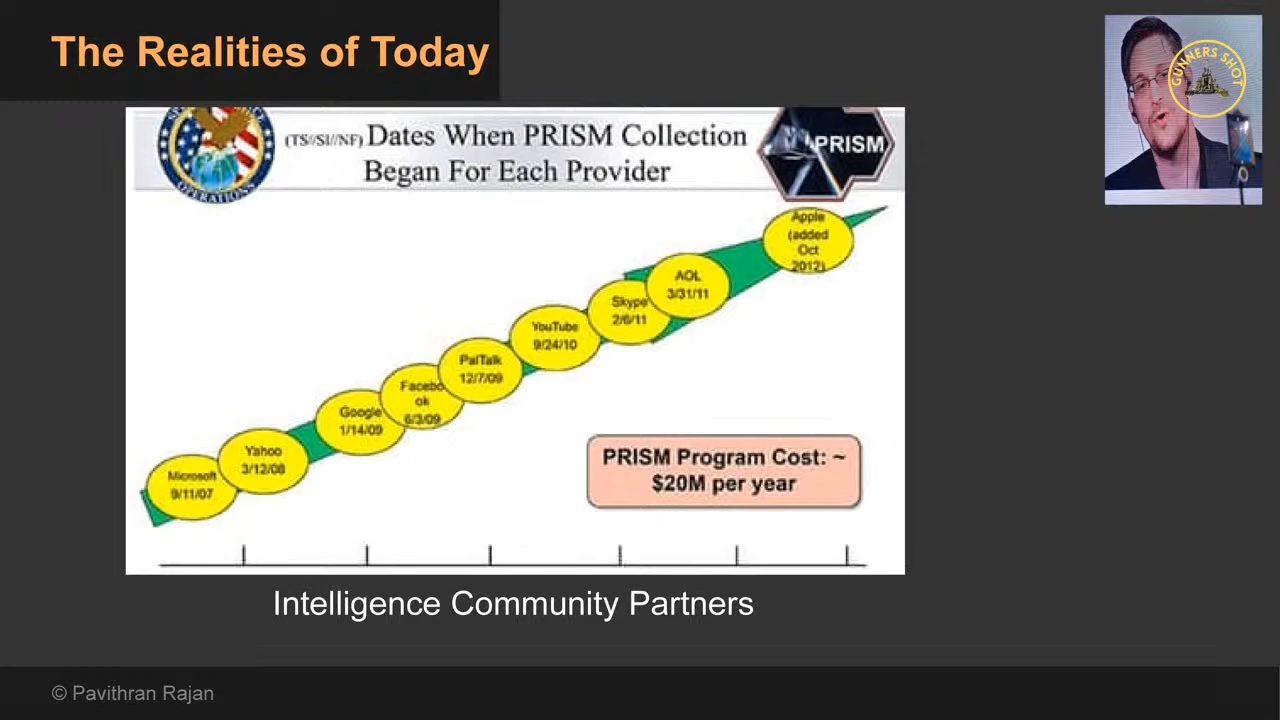 The Realities of Today
GUNNERS SHOT
(TS//SI//NF) Dates When PRISM Collection
Began For Each Provider
PRISM
OPERATIONS
Microsoft
9/11/07
Yahoo
3/12/08
Google
1/14/09
Facebo
ok
6/3/09
PalTalk
12/7/09
YouTube
9/24/10
Skype
2/6/11
AOL
3/31/11
Apple
(added
Oct
2012)
PRISM Program Cost: ~
$20M per year
Intelligence Community Partners
© Pavithran Rajan